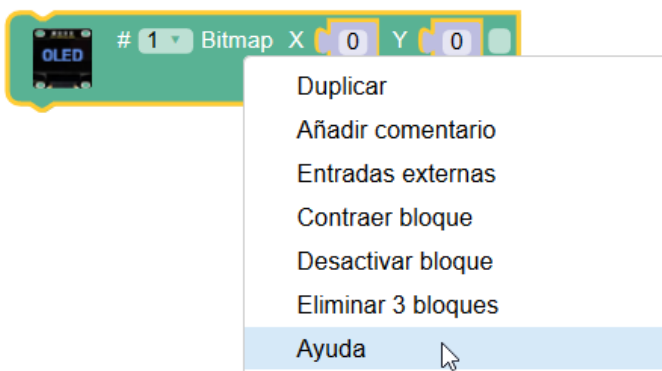 OLED # 1 Bitmap X 0 Y 0
Duplicar
Añadir comentario
Entradas externas
Contraer bloque
Desactivar bloque
Eliminar 3 bloques
Ayuda